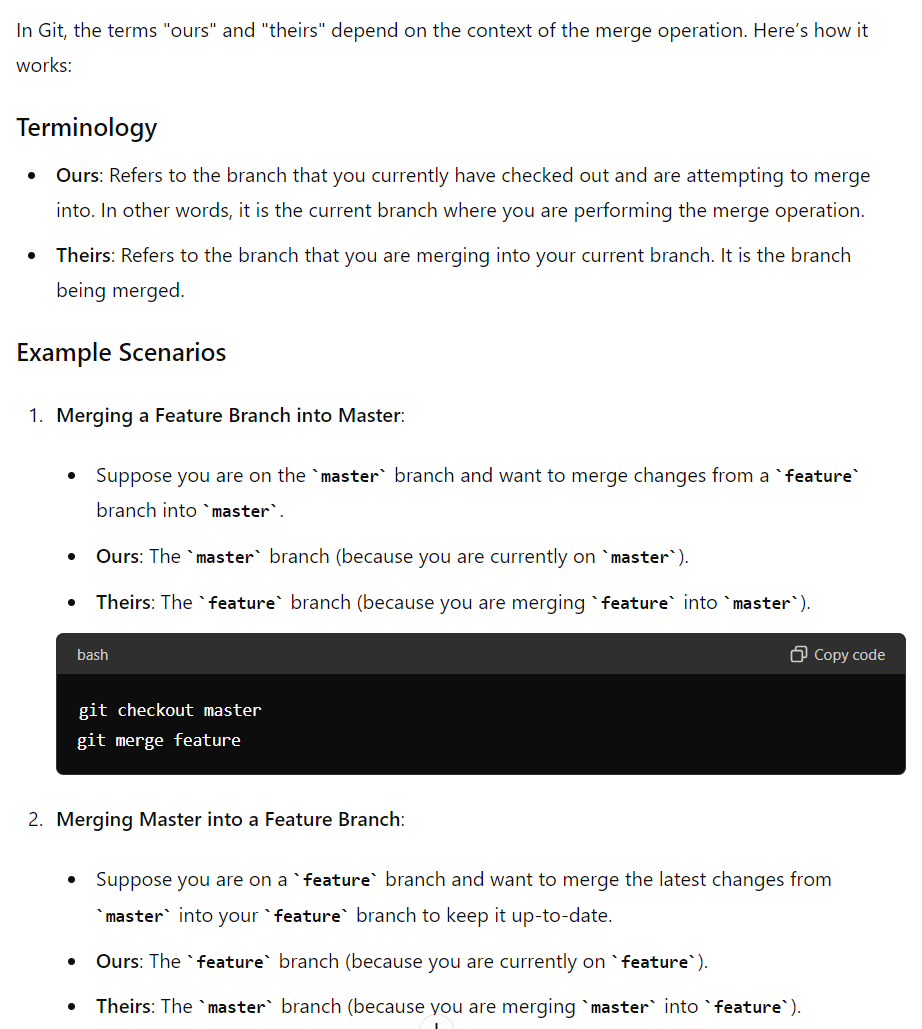 In Git, the terms "ours" and "theirs" depend on the context of the merge operation. Here’s how it
works:
Terminology
• Ours: Refers to the branch that you currently have checked out and are attempting to merge
into. In other words, it is the current branch where you are performing the merge operation.
• Theirs: Refers to the branch that you are merging into your current branch. It is the branch
being merged.
Example Scenarios
1. Merging a Feature Branch into Master:
• Suppose you are on the `master` branch and want to merge changes from a `feature`
branch into `master`.
• Ours: The `master` branch (because you are currently on `master`).
• Theirs: The `feature` branch (because you are merging `feature` into `master`).
bash
Copy code
git checkout master
git merge feature
2. Merging Master into a Feature Branch:
• Suppose you are on a `feature` branch and want to merge the latest changes from
`master` into your `feature` branch to keep it up-to-date.
• Ours: The `feature` branch (because you are currently on `feature`).
• Theirs: The `master` branch (because you are merging `master` into `feature`).